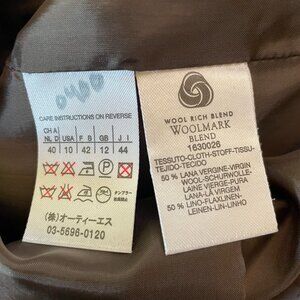 0400
CARE INSTRUCTIONS ON REVERSE
CH A
NL D USA F S GB J I
40 10 42 12 44
(株)オーティーエス
03-5696-0120
WOOL RICH BLEND
WOOLMARK
BLEND
1630026
TESSUTO-CLOTH-STOFF-TISSU-
TEJIDO-TECIDO
50 % LANA VERGINE-VIRGIN
WOOL-SCHURWOLLE-
LAINE VIERGE-PURA
LANA-LÃ VIRGEM
50 % LINO-FLAX/LINEN-
LEINEN-LIN-LINHO